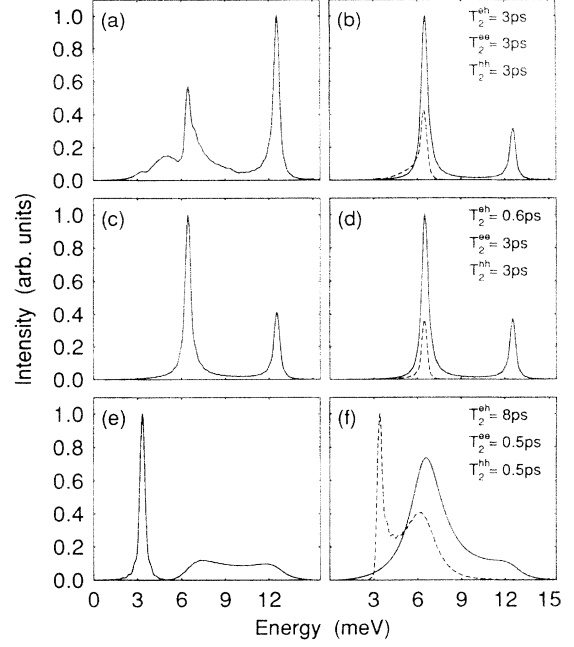 Intensity (arb. units)
(a)
1.0
0.8
0.6
0.4
0.2
0.0
(b)
T₂ᵉʰ = 3ps
T₂ᵉᵉ = 3ps
T₂ʰʰ = 3ps
(c)
1.0
0.8
0.6
0.4
0.2
0.0
(d)
T₂ᵉʰ = 0.6ps
T₂ᵉᵉ = 3ps
T₂ʰʰ = 3ps
(e)
1.0
0.8
0.6
0.4
0.2
0.0
(f)
T₂ᵉʰ = 8ps
T₂ᵉᵉ = 0.5ps
T₂ʰʰ = 0.5ps
0 3 6 9 12
3 6 9 12 15
Energy (meV)